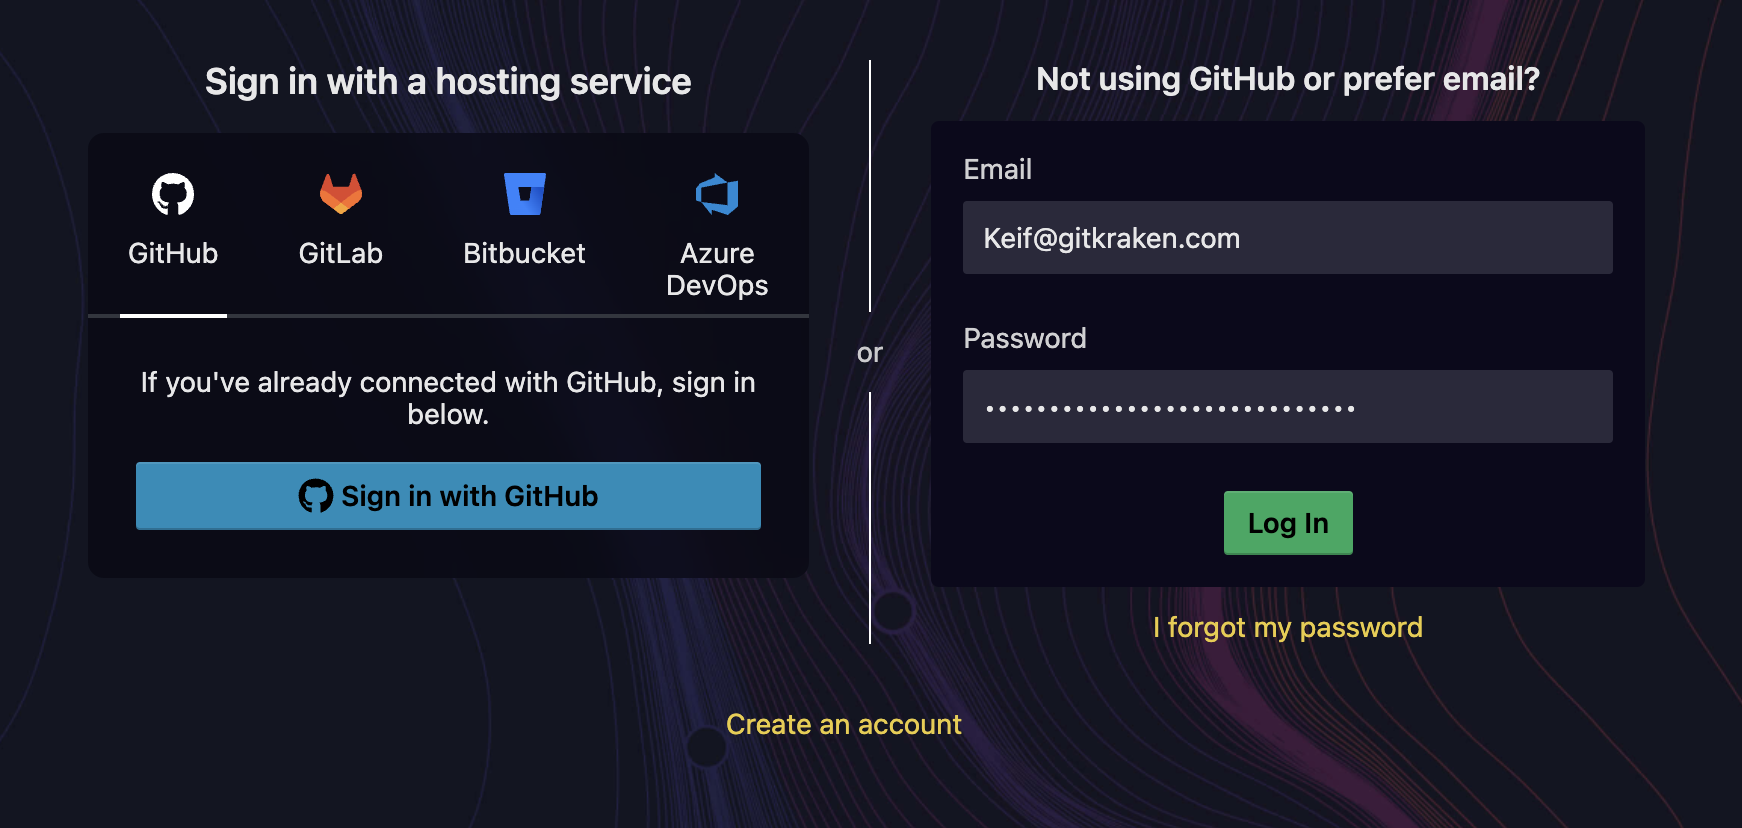 Sign in with a hosting service
GitHub
GitLab
Bitbucket
Azure
DevOps
If you've already connected with GitHub, sign in
below.
Sign in with GitHub
or
Not using GitHub or prefer email?
Email
Keif@gitkraken.com
Password
•••••••••••••••••••••••••••••
Log In
I forgot my password
Create an account